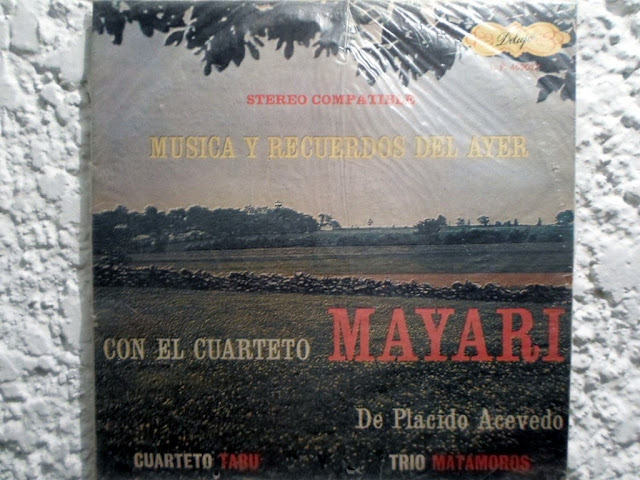 STEREO COMPATIBLE
MUSICA Y RECUERDOS DEL AYER
CON EL CUARTETO MAYARI
De Placido Acevedo
CUARTETO TABU TRIO MATAMOROS